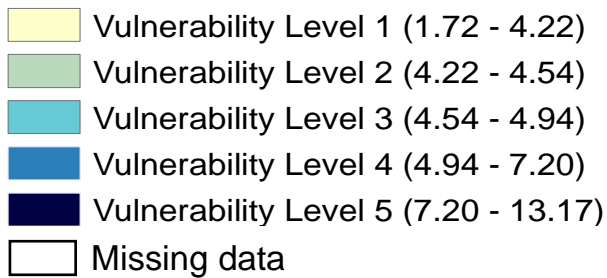 Vulnerability Level 1 (1.72 - 4.22)
Vulnerability Level 2 (4.22 - 4.54)
Vulnerability Level 3 (4.54 - 4.94)
Vulnerability Level 4 (4.94 - 7.20)
Vulnerability Level 5 (7.20 - 13.17)
Missing data